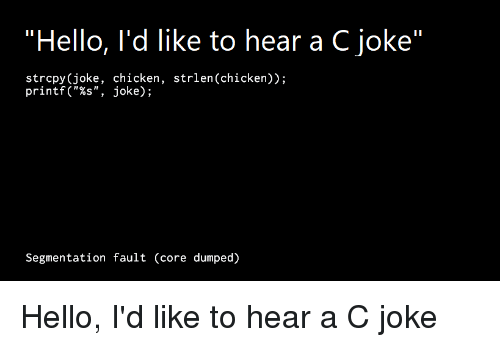 "Hello, I'd like to hear a C joke"
strcpy(joke, chicken, strlen(chicken));
printf("%s", joke);
Segmentation fault (core dumped)
Hello, I'd like to hear a C joke